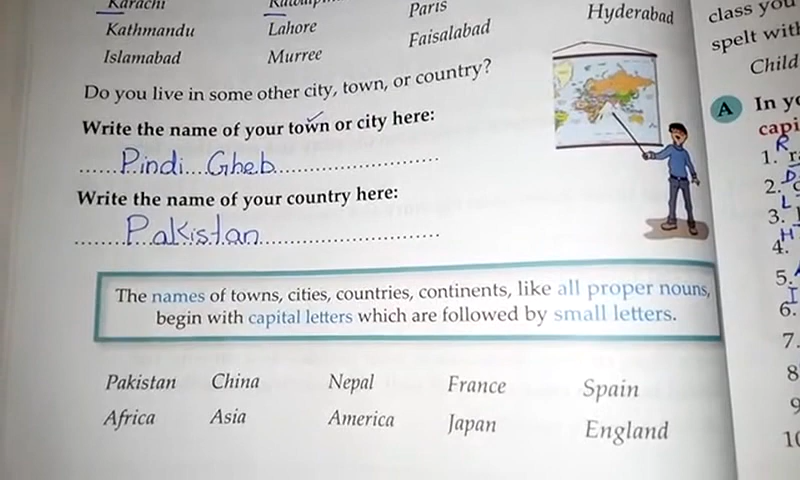 Karachi Paris Hyderabad
Kathmandu Lahore Faisalabad
Islamabad Murree
Do you live in some other city, town, or country?
Write the name of your town or city here:
Pindi Gheb
Write the name of your country here:
Pakistan
The names of towns, cities, countries, continents, like all proper nouns,
begin with capital letters which are followed by small letters.
Pakistan China Nepal France Spain
Africa Asia America Japan England
class you
spelt with
Child
A In yo
capi
R
1. r
D
2.
L
3.
H
4.
5.
I
6.
7.
8
9
10